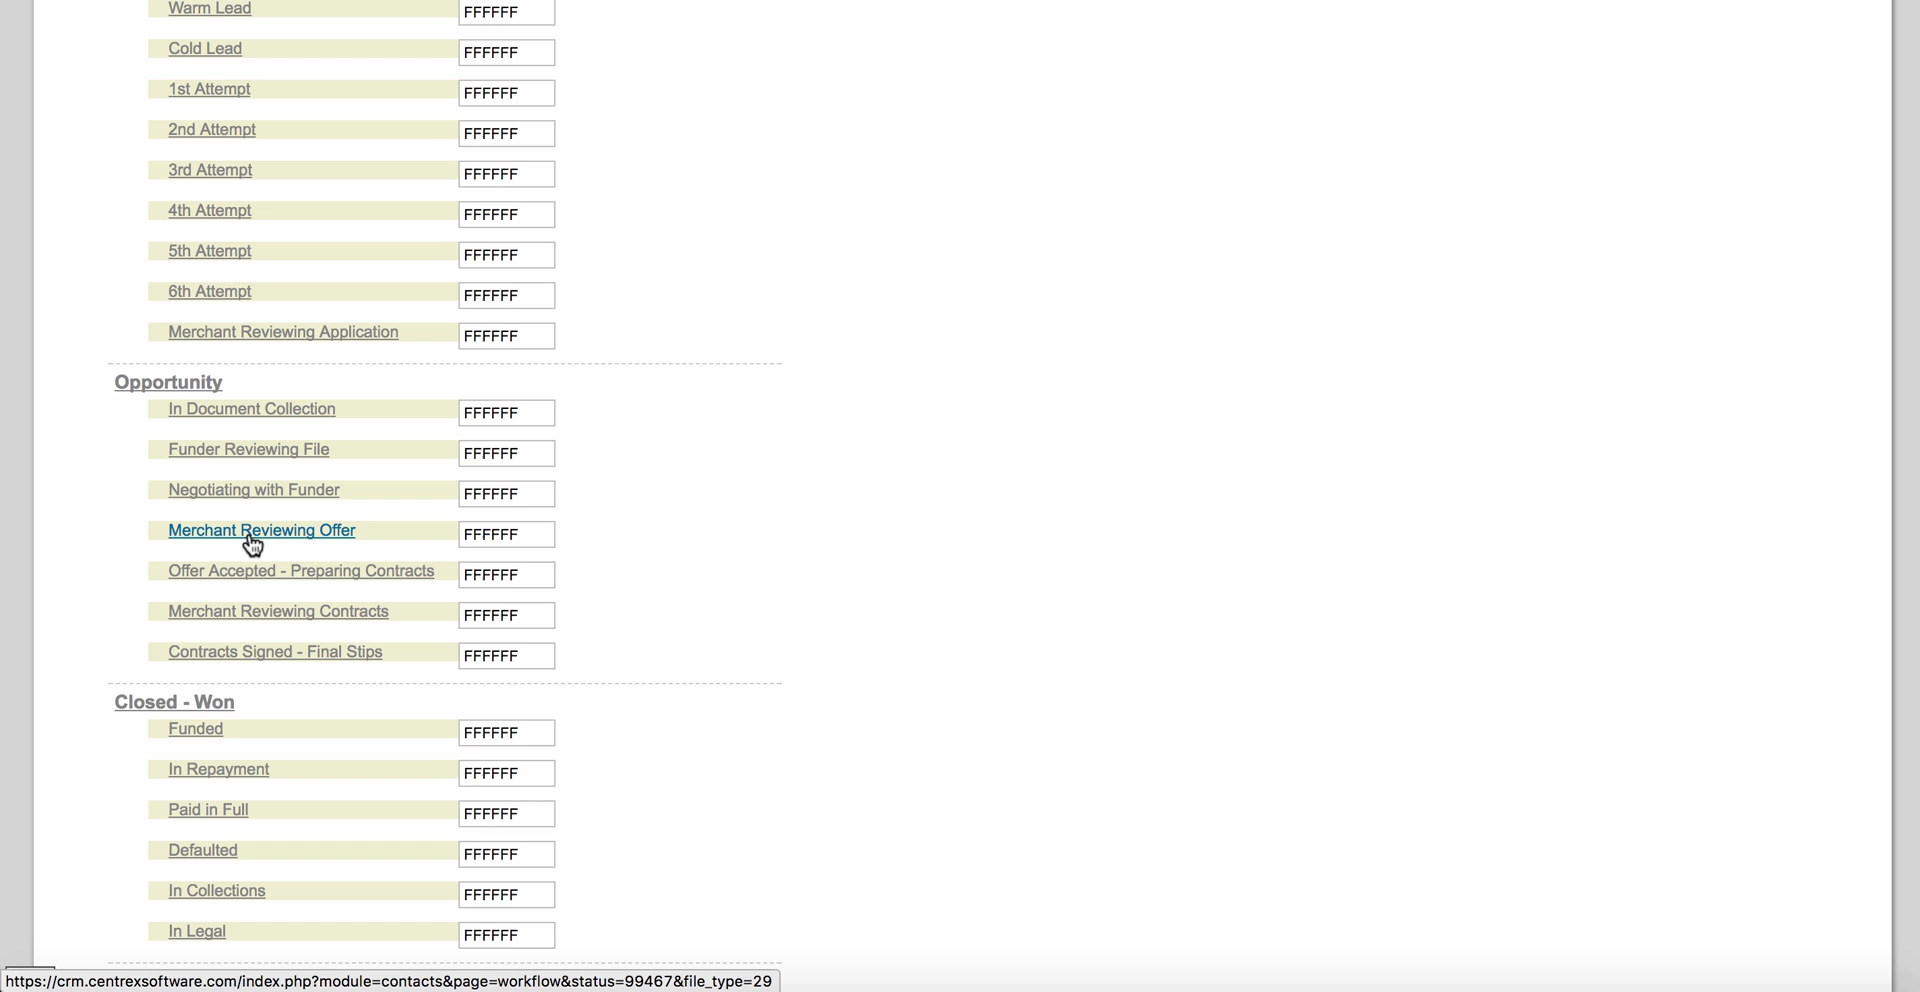 Warm Lead FFFFFF
Cold Lead FFFFFF
1st Attempt FFFFFF
2nd Attempt FFFFFF
3rd Attempt FFFFFF
4th Attempt FFFFFF
5th Attempt FFFFFF
6th Attempt FFFFFF
Merchant Reviewing Application FFFFFF
Opportunity
In Document Collection FFFFFF
Funder Reviewing File FFFFFF
Negotiating with Funder FFFFFF
Merchant Reviewing Offer FFFFFF
Offer Accepted - Preparing Contracts FFFFFF
Merchant Reviewing Contracts FFFFFF
Contracts Signed - Final Stips FFFFFF
Closed - Won
Funded FFFFFF
In Repayment FFFFFF
Paid in Full FFFFFF
Defaulted FFFFFF
In Collections FFFFFF
In Legal FFFFFF
https://crm.centrexsoftware.com/index.php?module=contacts&page=workflow&status=99467&file_type=29